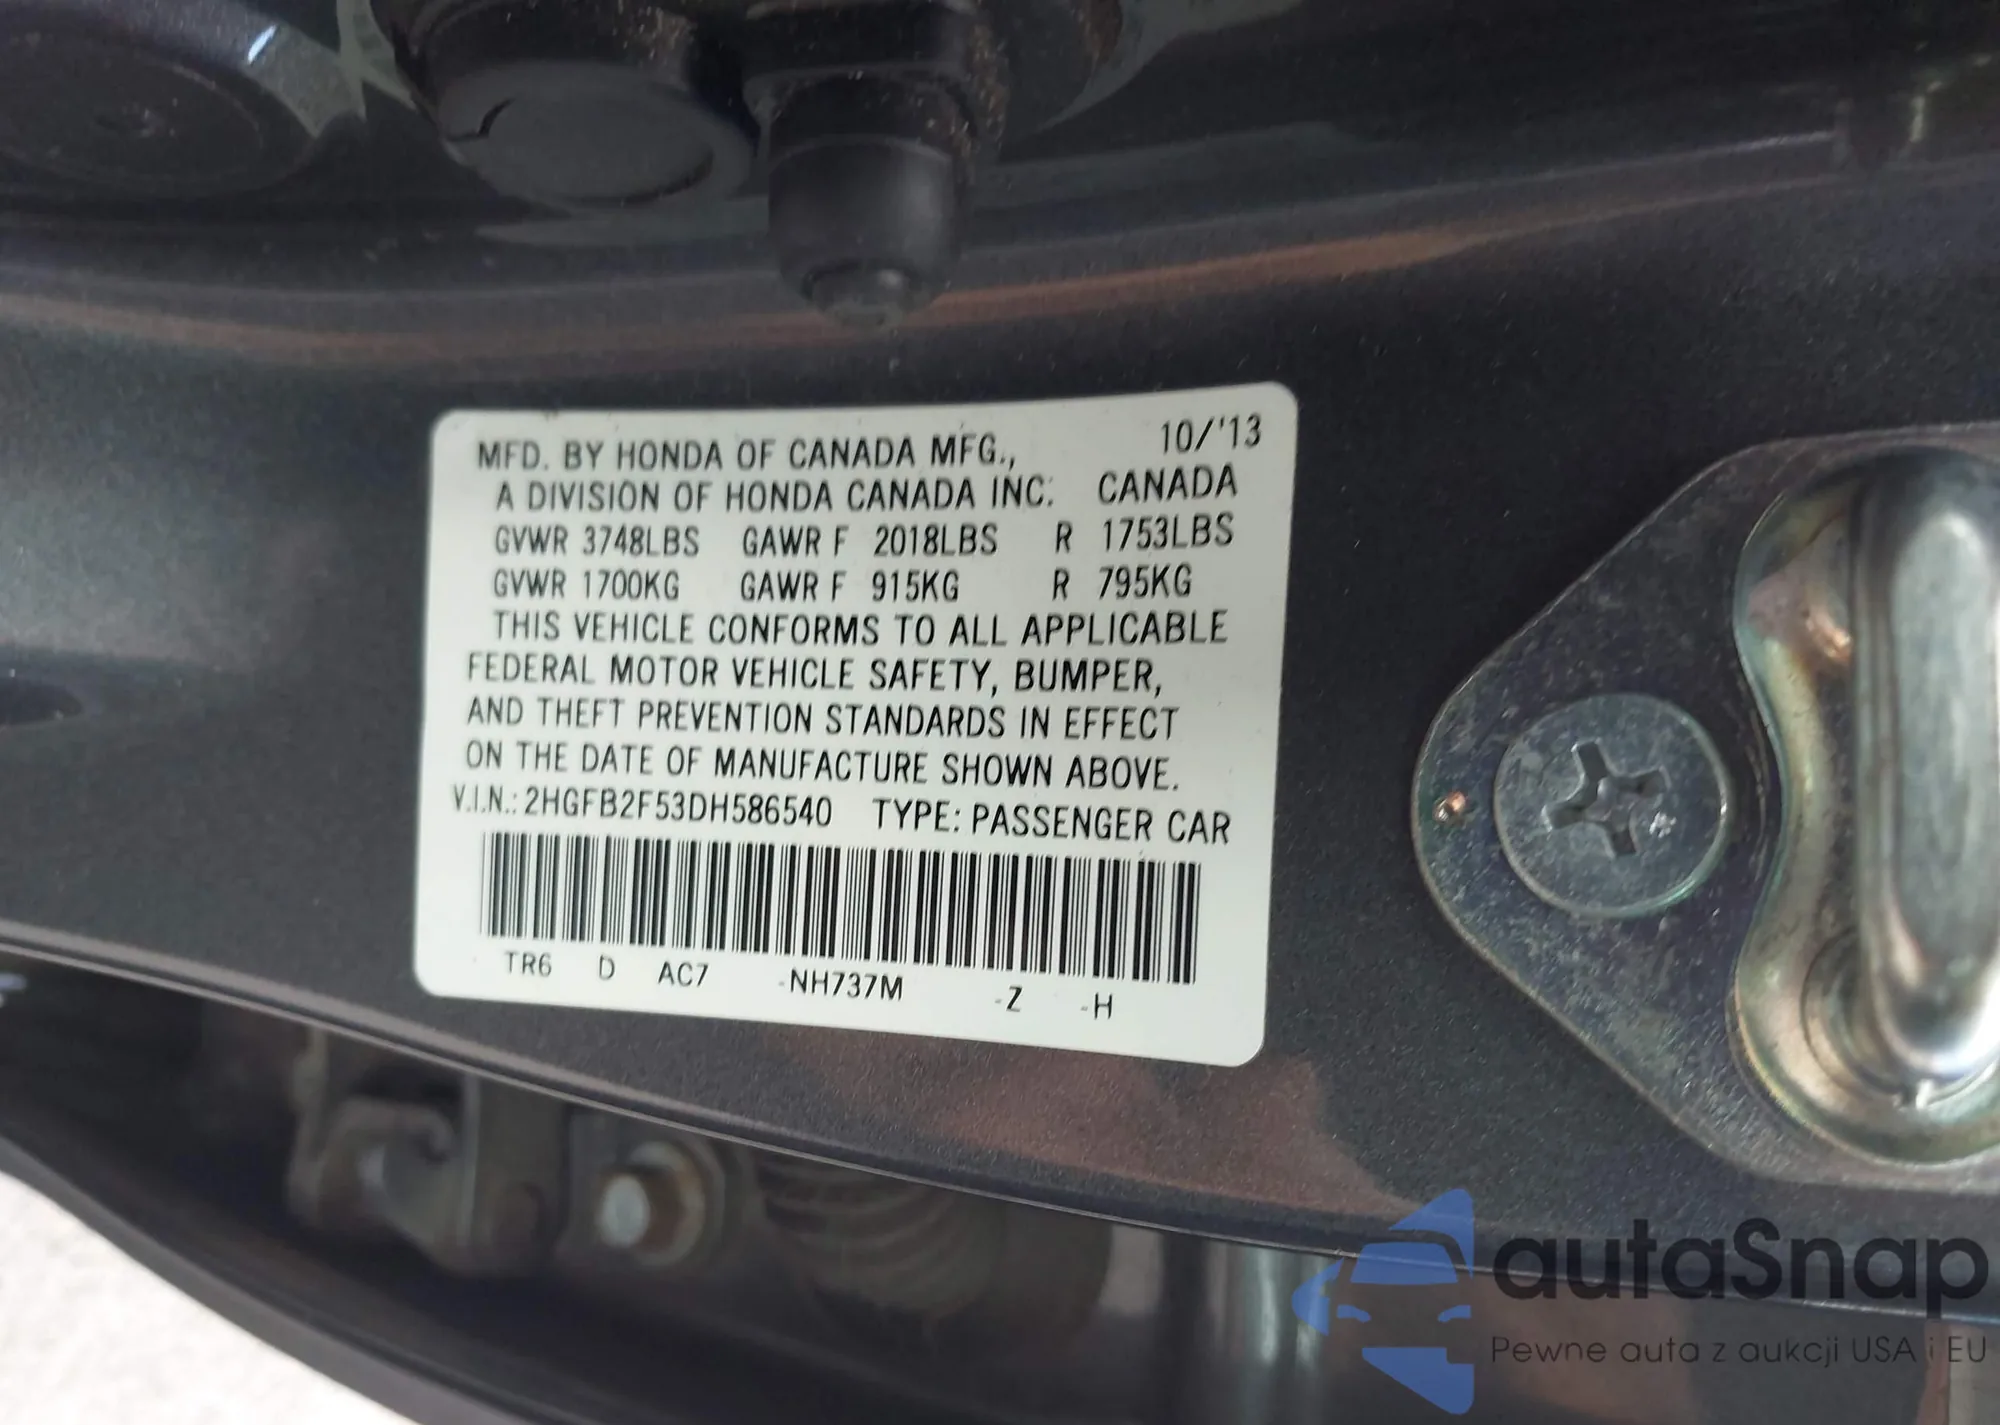 MFD. BY HONDA OF CANADA MFG., 10/'13
A DIVISION OF HONDA CANADA INC. CANADA
GVWR 3748LBS GAWR F 2018LBS R 1753LBS
GVWR 1700KG GAWR F 915KG R 795KG
THIS VEHICLE CONFORMS TO ALL APPLICABLE
FEDERAL MOTOR VEHICLE SAFETY, BUMPER,
AND THEFT PREVENTION STANDARDS IN EFFECT
ON THE DATE OF MANUFACTURE SHOWN ABOVE.
V.I.N.: 2HGFB2F53DH586540 TYPE: PASSENGER CAR
TR6 D AC7 -NH737M -Z -H
autaSnap
Pewne auta z aukcji USA i EU